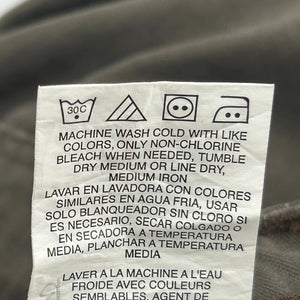 30C
MACHINE WASH COLD WITH LIKE
COLORS, ONLY NON-CHLORINE
BLEACH WHEN NEEDED, TUMBLE
DRY MEDIUM OR LINE DRY,
MEDIUM IRON
LAVAR EN LAVADORA CON COLORES
SIMILARES EN AGUA FRIA, USAR
SOLO BLANQUEADOR SIN CLORO SI
ES NECESARIO, SECAR COLGADO O
EN SECADORA A TEMPERATURA
MEDIA, PLANCHAR A TEMPERATURA
MEDIA
LAVER A LA MACHINE A L'EAU
FROIDE AVEC COULEURS
SEMBLABLES, AGENT DE